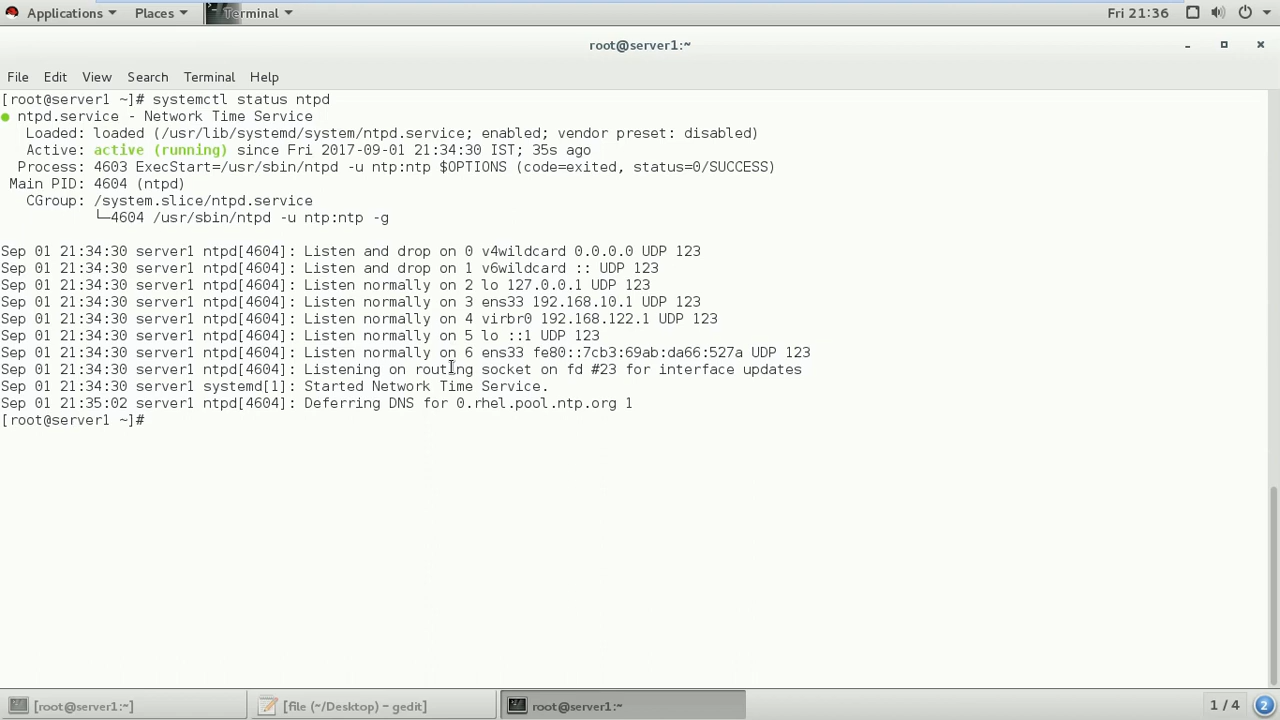 Applications Places Terminal Fri 21:36
root@server1:~
File Edit View Search Terminal Help
[root@server1 ~]# systemctl status ntpd
● ntpd.service - Network Time Service
   Loaded: loaded (/usr/lib/systemd/system/ntpd.service; enabled; vendor preset: disabled)
   Active: active (running) since Fri 2017-09-01 21:34:30 IST; 35s ago
  Process: 4603 ExecStart=/usr/sbin/ntpd -u ntp:ntp $OPTIONS (code=exited, status=0/SUCCESS)
 Main PID: 4604 (ntpd)
   CGroup: /system.slice/ntpd.service
           └─4604 /usr/sbin/ntpd -u ntp:ntp -g
Sep 01 21:34:30 server1 ntpd[4604]: Listen and drop on 0 v4wildcard 0.0.0.0 UDP 123
Sep 01 21:34:30 server1 ntpd[4604]: Listen and drop on 1 v6wildcard :: UDP 123
Sep 01 21:34:30 server1 ntpd[4604]: Listen normally on 2 lo 127.0.0.1 UDP 123
Sep 01 21:34:30 server1 ntpd[4604]: Listen normally on 3 ens33 192.168.10.1 UDP 123
Sep 01 21:34:30 server1 ntpd[4604]: Listen normally on 4 virbr0 192.168.122.1 UDP 123
Sep 01 21:34:30 server1 ntpd[4604]: Listen normally on 5 lo ::1 UDP 123
Sep 01 21:34:30 server1 ntpd[4604]: Listen normally on 6 ens33 fe80::7cb3:69ab:da66:527a UDP 123
Sep 01 21:34:30 server1 ntpd[4604]: Listening on routing socket on fd #23 for interface updates
Sep 01 21:34:30 server1 systemd[1]: Started Network Time Service.
Sep 01 21:35:02 server1 ntpd[4604]: Deferring DNS for 0.rhel.pool.ntp.org 1
[root@server1 ~]#
[root@server1:~] [file (~/Desktop) - gedit] root@server1:~ 1 / 4 2